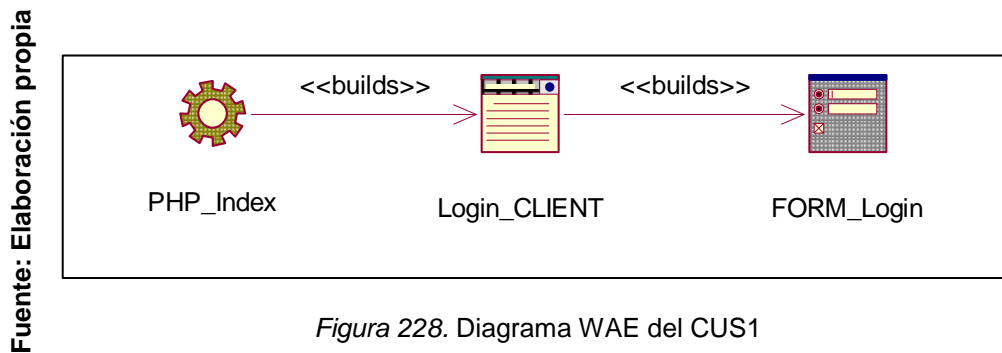 Fuente: Elaboración propia
<<builds>> <<builds>>
PHP_Index Login_CLIENT FORM_Login
Figura 228. Diagrama WAE del CUS1